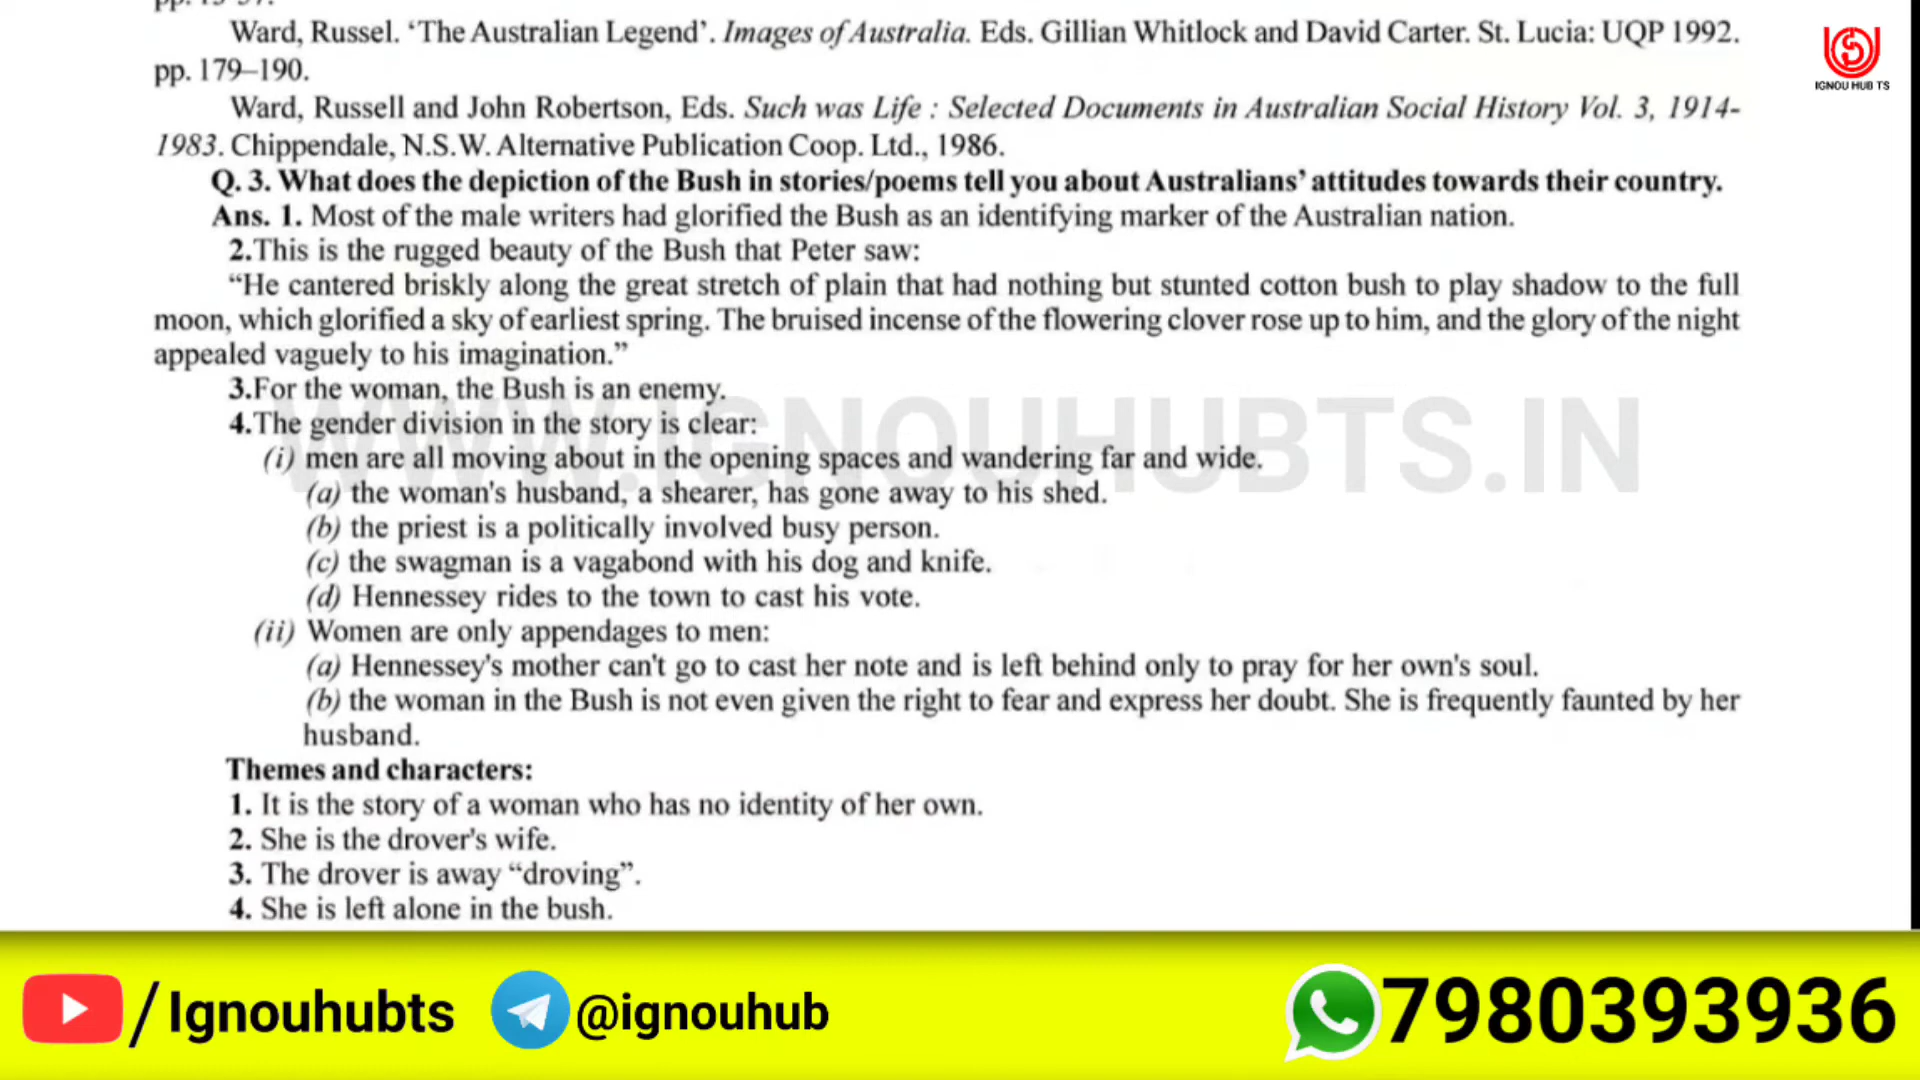 Ward, Russel. ‘The Australian Legend’. Images of Australia. Eds. Gillian Whitlock and David Carter. St. Lucia: UQP 1992.
pp. 179–190.
Ward, Russell and John Robertson, Eds. Such was Life : Selected Documents in Australian Social History Vol. 3, 1914-
1983. Chippendale, N.S.W. Alternative Publication Coop. Ltd., 1986.
Q. 3. What does the depiction of the Bush in stories/poems tell you about Australians’ attitudes towards their country.
Ans. 1. Most of the male writers had glorified the Bush as an identifying marker of the Australian nation.
2.This is the rugged beauty of the Bush that Peter saw:
“He cantered briskly along the great stretch of plain that had nothing but stunted cotton bush to play shadow to the full
moon, which glorified a sky of earliest spring. The bruised incense of the flowering clover rose up to him, and the glory of the night
appealed vaguely to his imagination.”
3.For the woman, the Bush is an enemy.
4.The gender division in the story is clear:
(i) men are all moving about in the opening spaces and wandering far and wide.
(a) the woman's husband, a shearer, has gone away to his shed.
(b) the priest is a politically involved busy person.
(c) the swagman is a vagabond with his dog and knife.
(d) Hennessey rides to the town to cast his vote.
(ii) Women are only appendages to men:
(a) Hennessey's mother can't go to cast her note and is left behind only to pray for her own's soul.
(b) the woman in the Bush is not even given the right to fear and express her doubt. She is frequently faunted by her
husband.
Themes and characters:
1. It is the story of a woman who has no identity of her own.
2. She is the drover's wife.
3. The drover is away “droving”.
4. She is left alone in the bush.
WWW.IGNOUHUBTS.IN
IGNOU HUB TS
/Ignouhubts @ignouhub 7980393936